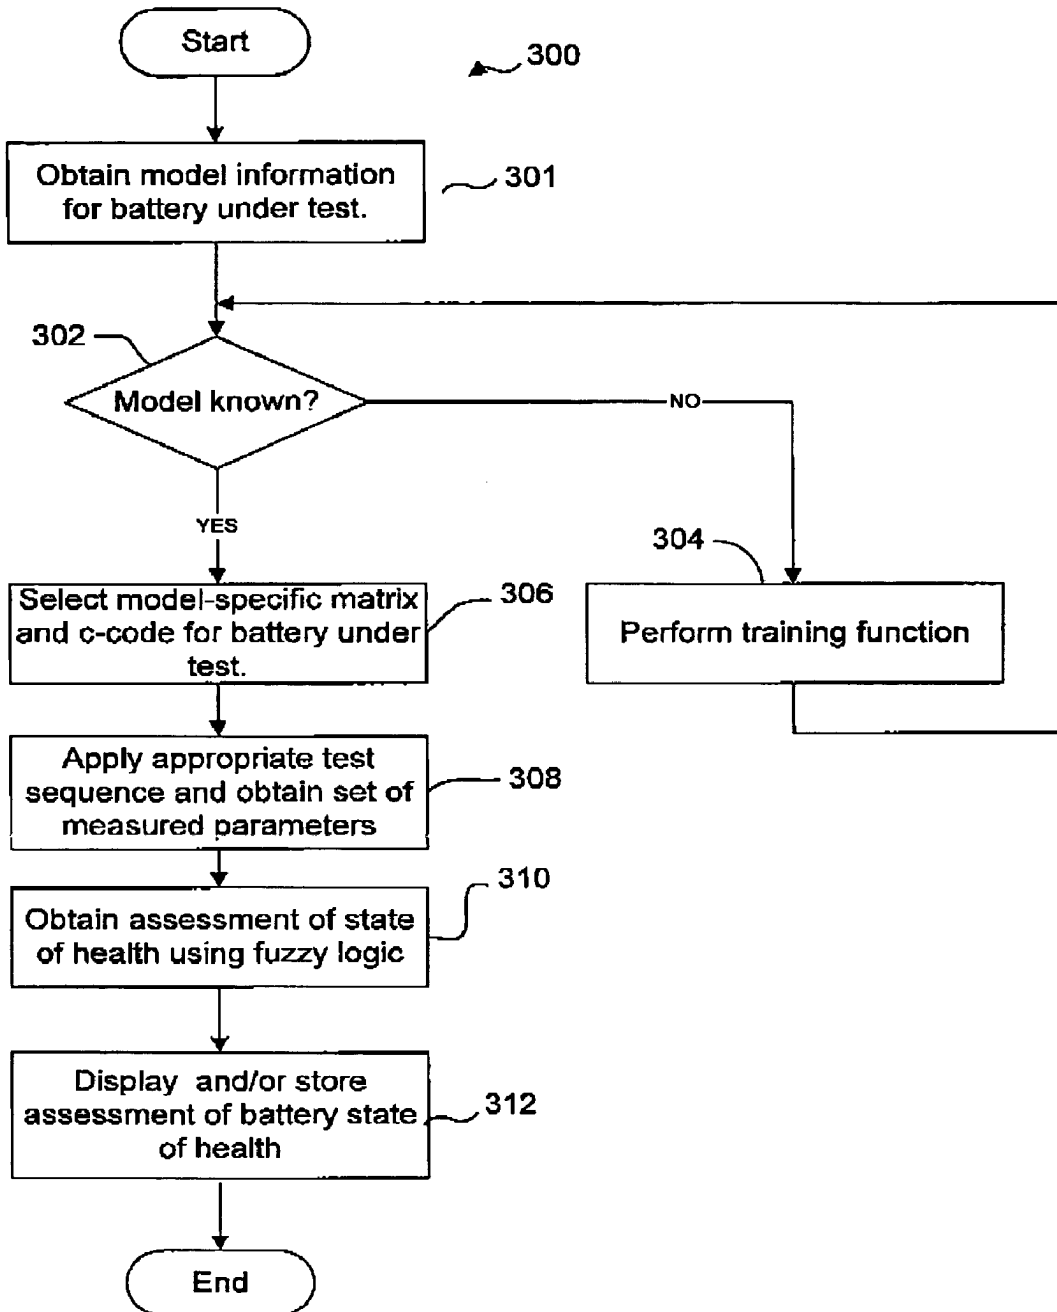 Start
300
Obtain model information
for battery under test.
301
302
Model known?
NO
YES
304
Select model-specific matrix
and c-code for battery under
test.
306
Perform training function
Apply appropriate test
sequence and obtain set of
measured parameters
308
310
Obtain assessment of state
of health using fuzzy logic
Display and/or store
assessment of battery state
of health
312
End